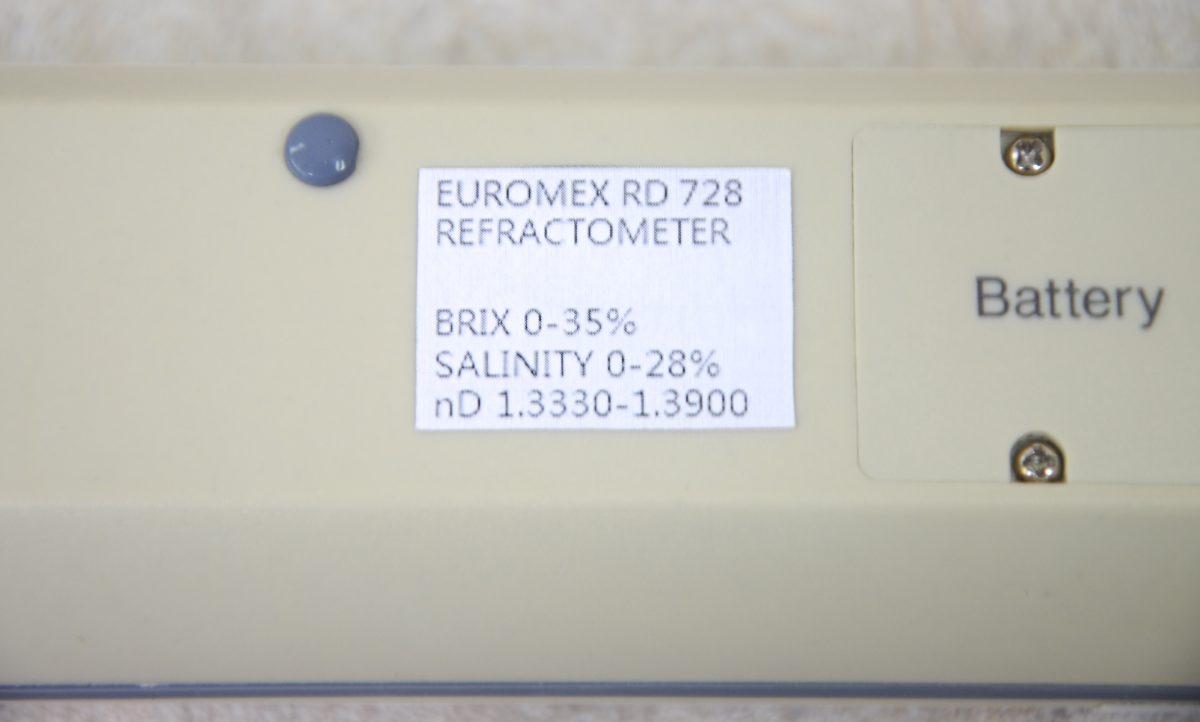 EUROMEX RD 728
REFRACTOMETER
BRIX 0-35%
SALINITY 0-28%
nD 1.3330-1.3900
Battery